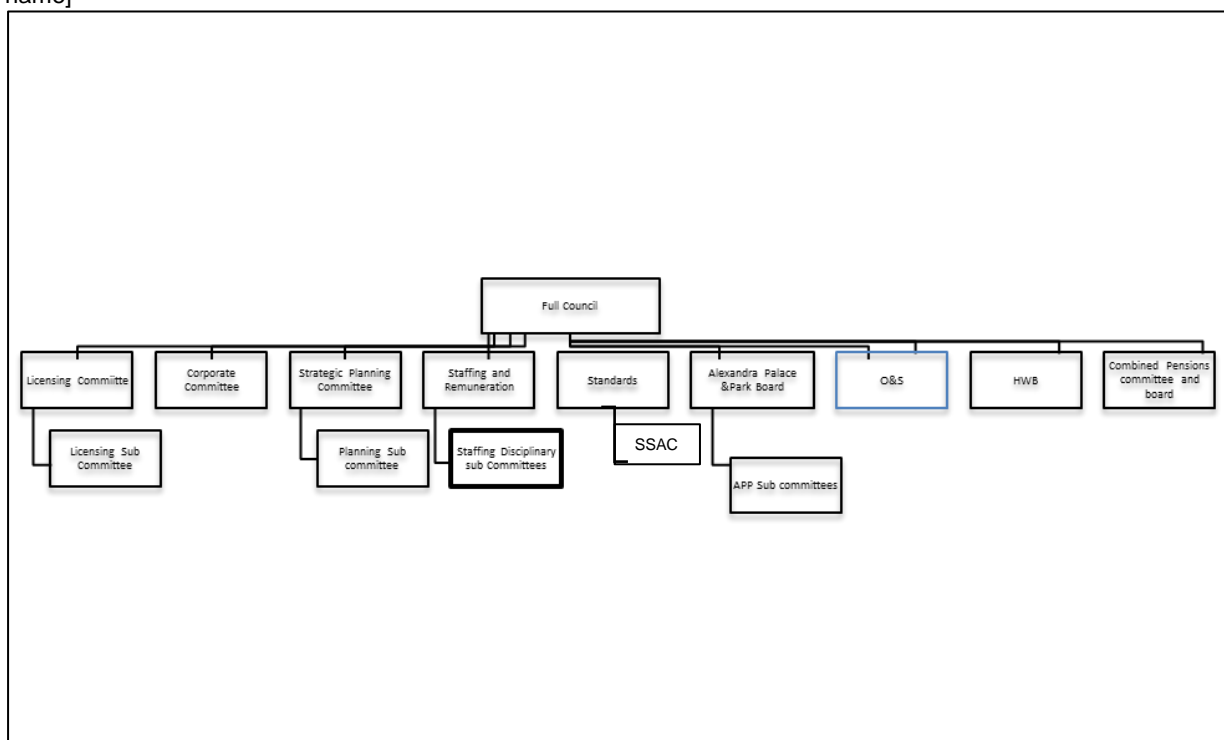 name]
Full Council
Licensing Commiitte
Corporate
Committee
Strategic Planning
Committee
Staffing and
Remuneration
Standards
Alexandra Palace
&Park Board
O&S
HWB
Combined Pensions
committee and
board
Licensing Sub
Committee
Planning Sub
committee
Staffing Disciplinary
sub Committees
SSAC
APP Sub committees